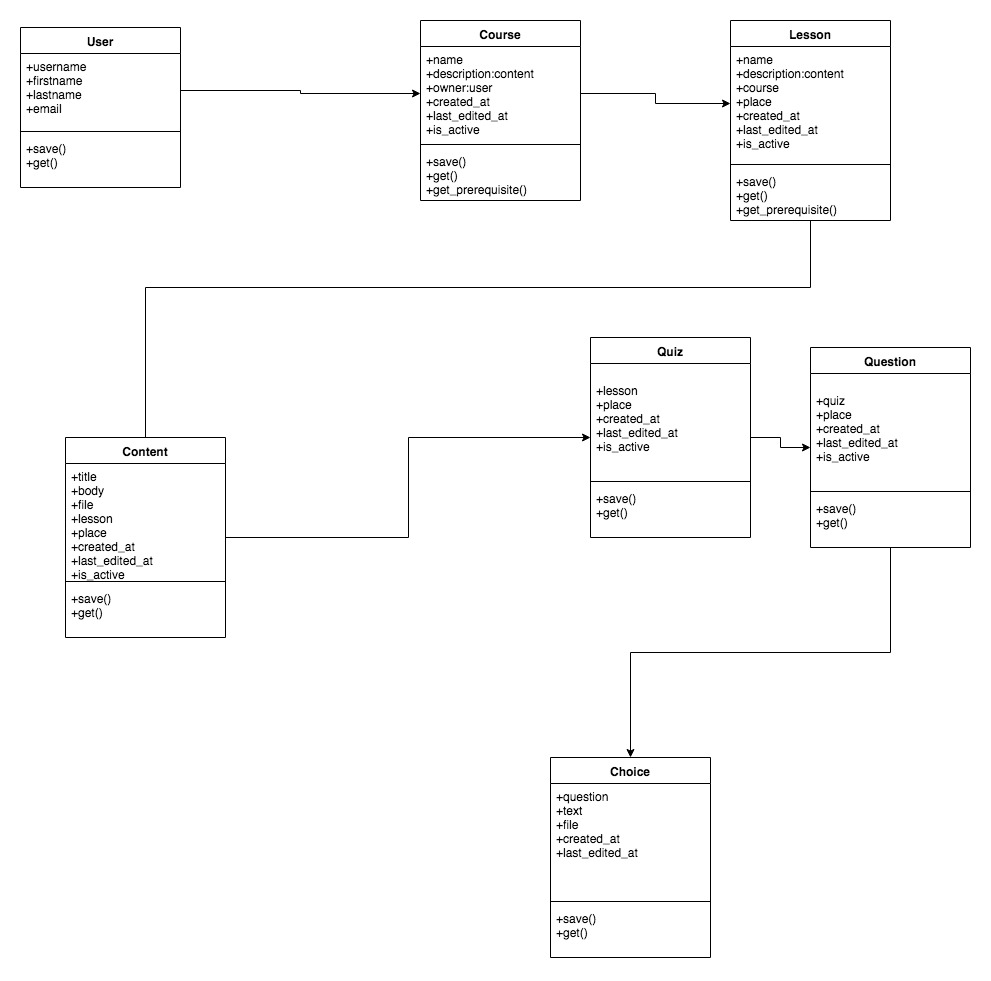 User
+username
+firstname
+lastname
+email
+save()
+get()
Course
+name
+description:content
+owner:user
+created_at
+last_edited_at
+is_active
+save()
+get()
+get_prerequisite()
Lesson
+name
+description:content
+course
+place
+created_at
+last_edited_at
+is_active
+save()
+get()
+get_prerequisite()
Content
+title
+body
+file
+lesson
+place
+created_at
+last_edited_at
+is_active
+save()
+get()
Quiz
+lesson
+place
+created_at
+last_edited_at
+is_active
+save()
+get()
Question
+quiz
+place
+created_at
+last_edited_at
+is_active
+save()
+get()
Choice
+question
+text
+file
+created_at
+last_edited_at
+save()
+get()